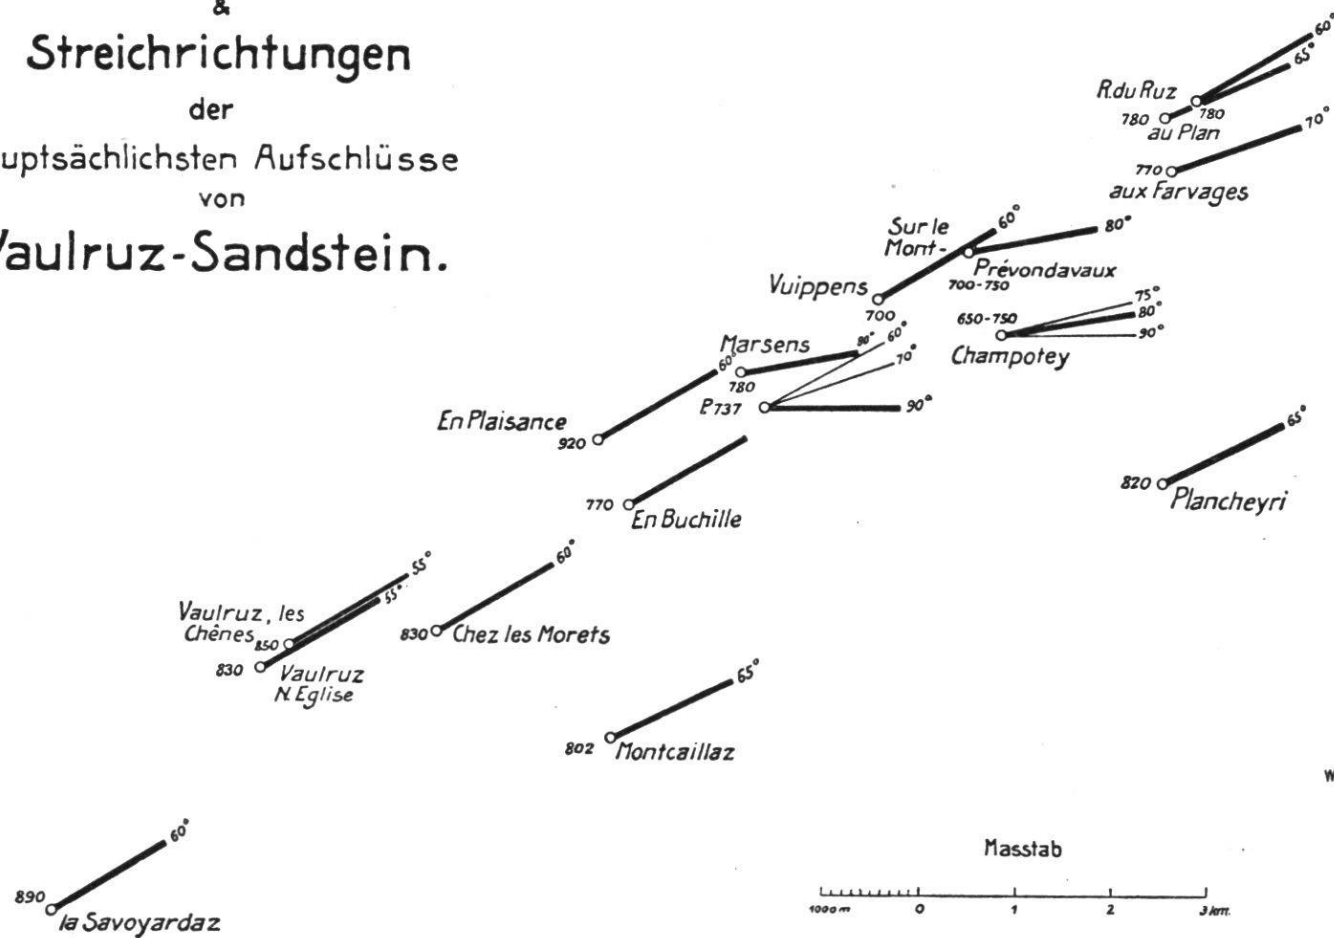 &
Streichrichtungen
der
uptsächlichsten Aufschlüsse
von
Vaulruz-Sandstein.
60°
65°
R.du Ruz
780
780
au Plan
70°
770
aux Farvages
Sur le
Mont-
60°
80°
Prévondavaux
700-750
Vuippens
700
650-750
75°
80°
90°
Champotey
Marsens
60°
80°
60°
780
70°
P.737
90°
En Plaisance
920
65°
820
Plancheyri
770
En Buchille
55°
55°
60°
Vaulruz, les
Chênes
850
830
Chez les Morets
830
Vaulruz
N. Eglise
65°
802
Montcaillaz
W
60°
Masstab
890
la Savoyardaz
1000 m
0
1
2
3 km.